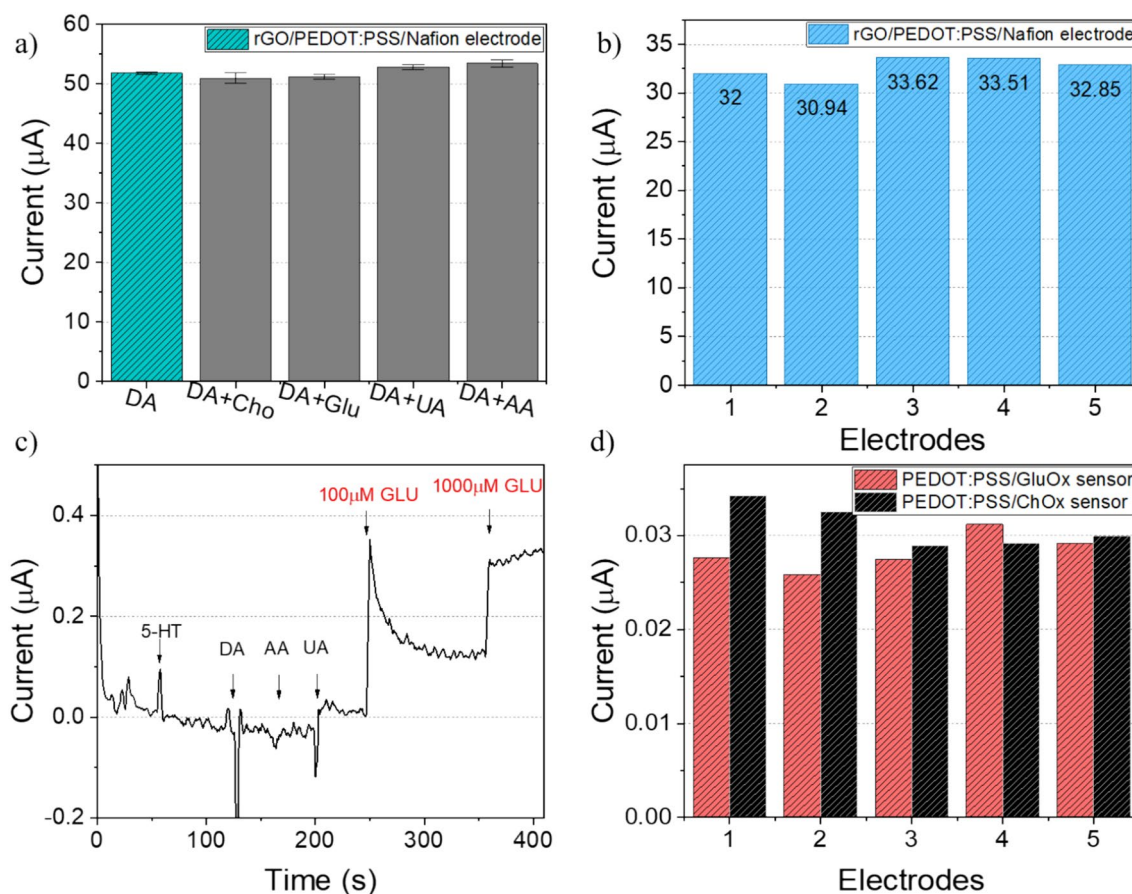 a)
rGO/PEDOT:PSS/Nafion electrode
60
50
40
30
20
10
0
Current (μA)
DA
DA+Cho
DA+Glu
DA+UA
DA+AA
b)
rGO/PEDOT:PSS/Nafion electrode
35
30
25
20
15
10
5
0
Current (μA)
32
30.94
33.62
33.51
32.85
1 2 3 4 5
Electrodes
c)
0.4
0.2
0.0
-0.2
Current (μA)
5-HT
DA
AA
UA
100μM GLU
1000μM GLU
0 100 200 300 400
Time (s)
d)
PEDOT:PSS/GluOx sensor
PEDOT:PSS/ChOx sensor
0.03
0.02
0.01
0.00
Current (μA)
1 2 3 4 5
Electrodes